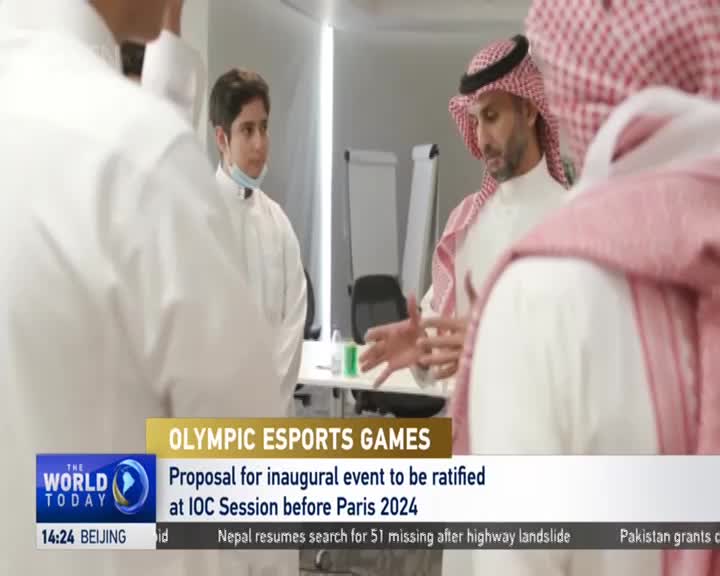 OLYMPIC ESPORTS GAMES
Proposal for inaugural event to be ratified
at IOC Session before Paris 2024
THE
WORLD
TODAY
14:24 BEIJING
Nepal resumes search for 51 missing after highway landslide Pakistan grants